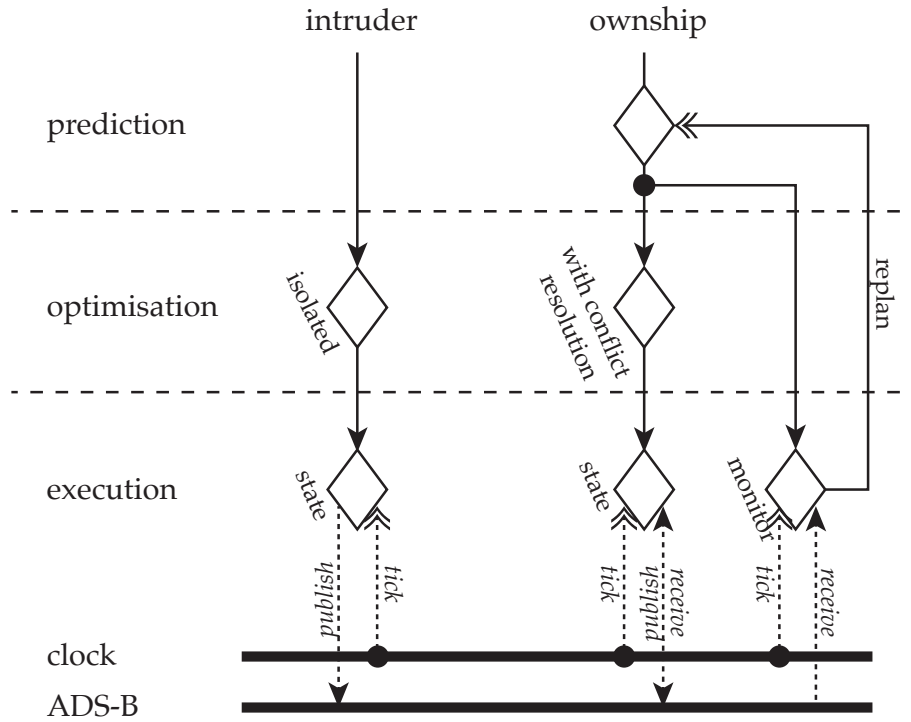 intruder
ownship
prediction
optimisation
isolated
with conflict
resolution
replan
execution
state
state
monitor
publish
tick
tick
publish
receive
tick
receive
clock
ADS-B